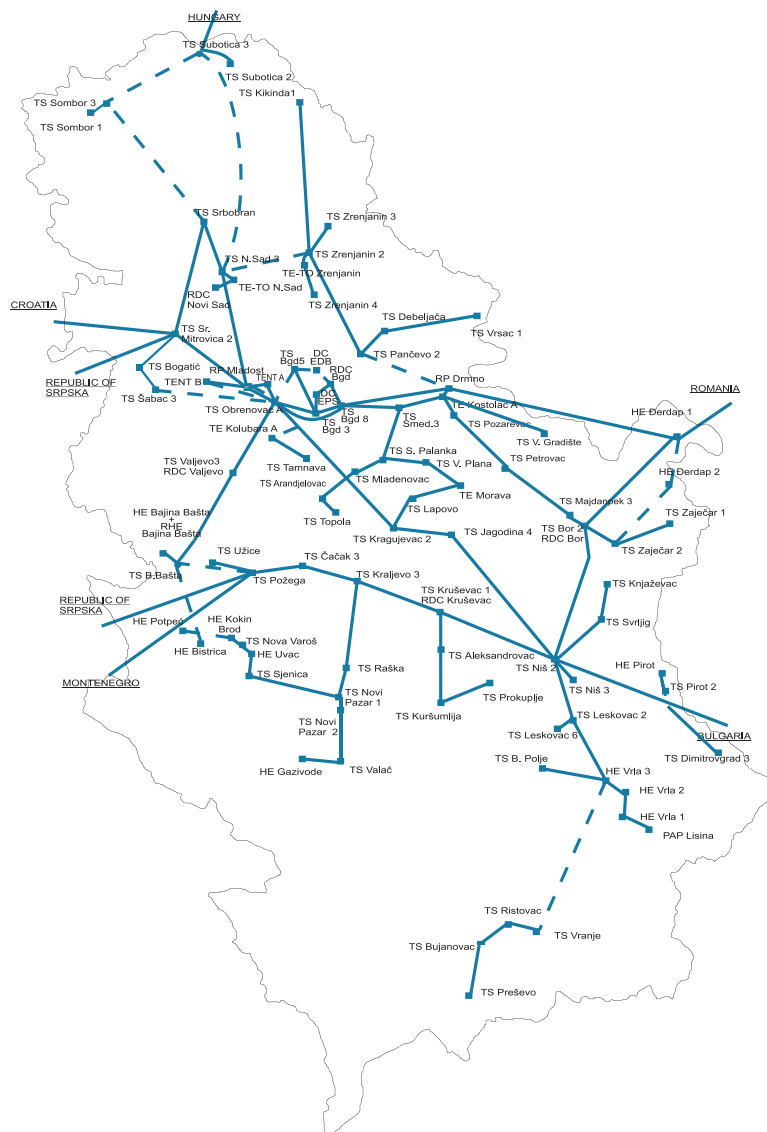 HUNGARY
TS Subotica 3
TS Subotica 2
TS Kikinda1
TS Sombor 3
TS Sombor 1
TS Srbobran
TS Zrenjanin 3
TS N.Sad 3
TS Zrenjanin 2
TE-TO Zrenjanin
TE-TO N.Sad
RDC
Novi Sad
TS Zrenjanin 4
CROATIA
TS Debeljača
TS Vrsac 1
TS Sr.
Mitrovica 2
TS Pančevo 2
TS Bogatić
REPUBLIC OF
SRPSKA
RP Mladost
TENT A
TENT B
TS
Bgd5
DC
EDB
RDC
Bgd
DC
EPS
RP Drmno
ROMANIA
TS Šabac 3
TS Obrenovac A
TS
Bgd 3
TS
Bgd 8
TS
Smed.3
TE Kostolac A
TS Pozarevac
TS V. Gradište
HE Đerdap 1
TE Kolubara A
TS Tamnava
TS S. Palanka
TS V. Plana
TS Petrovac
TS Valjevo3
RDC Valjevo
TS Mladenovac
TS Arandjelovac
TE Morava
HE Đerdap 2
TS Topola
TS Lapovo
TS Majdanpek 3
TS Zaječar 1
HE Bajina Bašta
+
RHE
Bajina Bašta
TS Kragujevac 2
TS Jagodina 4
TS Bor 2
RDC Bor
TS Zaječar 2
TS Užice
TS Čačak 3
TS B.Bašta
TS Požega
TS Kraljevo 3
TS Kruševac 1
RDC Kruševac
TS Knjaževac
REPUBLIC OF
SRPSKA
HE Potpeć
HE Kokin
Brod
TS Nova Varoš
HE Bistrica
HE Uvac
TS Svrljig
TS Aleksandrovac
TS Niš 2
HE Pirot
MONTENEGRO
TS Sjenica
TS Raška
TS Niš 3
TS Pirot 2
TS Novi
Pazar 1
TS Prokuplje
TS Kuršumlija
TS Novi
Pazar 2
TS Leskovac 2
TS Leskovac 6
BULGARIA
HE Gazivode
TS Valač
TS B. Polje
HE Vrla 3
TS Dimitrovgrad 3
HE Vrla 2
HE Vrla 1
PAP Lisina
TS Ristovac
TS Vranje
TS Bujanovac
TS Preševo